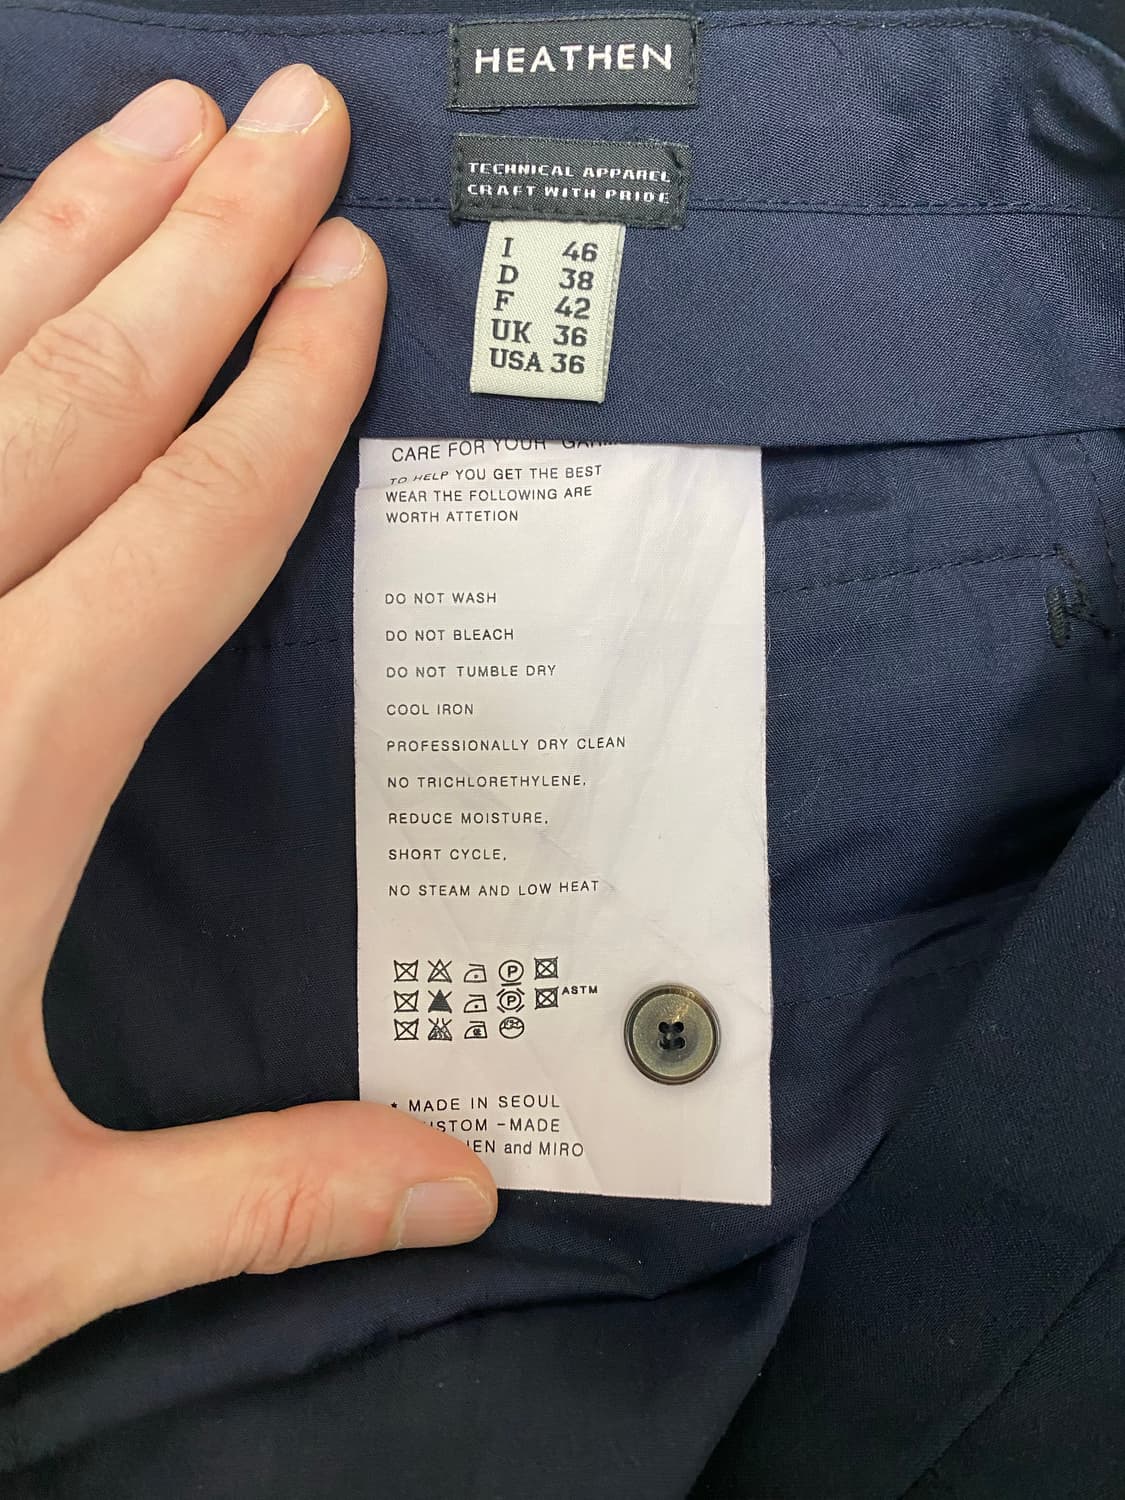 HEATHEN
TECHNICAL APPAREL
CRAFT WITH PRIDE
I 46
D 38
F 42
UK 36
USA 36
CARE FOR YOUR
TO HELP YOU GET THE BEST
WEAR THE FOLLOWING ARE
WORTH ATTETION
DO NOT WASH
DO NOT BLEACH
DO NOT TUMBLE DRY
COOL IRON
PROFESSIONALLY DRY CLEAN
NO TRICHLORETHYLENE,
REDUCE MOISTURE,
SHORT CYCLE,
NO STEAM AND LOW HEAT
P
P ASTM
* MADE IN SEOUL
-MADE
and MIRO